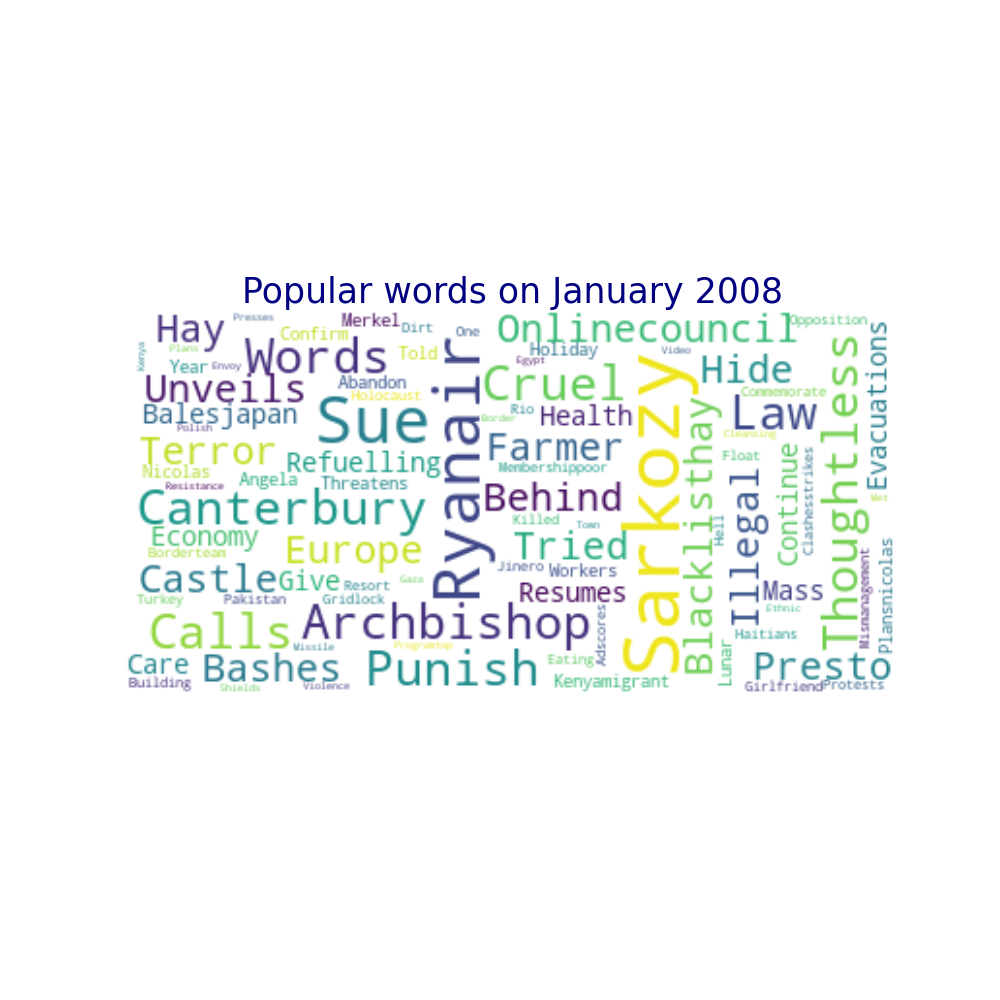 Popular words on January 2008
Hay
Presses
Confirm
Merkel
Dirt
One
Onlinecouncil
Opposition
Kenya
Plans
Words
Told
Holiday
Video
Egypt
Hide
Year
Envoy
Unveils
Abandon
Holocaust
Cruel
Commemorate
Balesjapan
Polish
Sue
Ryanair
Border
Rio
Health
Sarkozy
Law
Thoughtless
Evacuations
Terror
Refuelling
Farmer
Cleansing
Nicolas
Angela
Threatens
Membershippoor
Float
Resistance
Behind
Blacklisthay
Illegal
Continue
Clashesstrikes
Wet
Canterbury
Killed
Town
Hell
Economy
Borderteam
Europe
Tried
Castle
Give
Resort
Gaza
Jinero
Workers
Resumes
Mass
Mismanagement
Plansnicolas
Turkey
Pakistan
Gridlock
Ethnic
Calls
Archbishop
Adscores
Haitians
Missile
Programtop
Care
Bashes
Punish
Eating
Lunar
Presto
Building
Shields
Violence
Kenyamigrant
Girlfriend
Protests